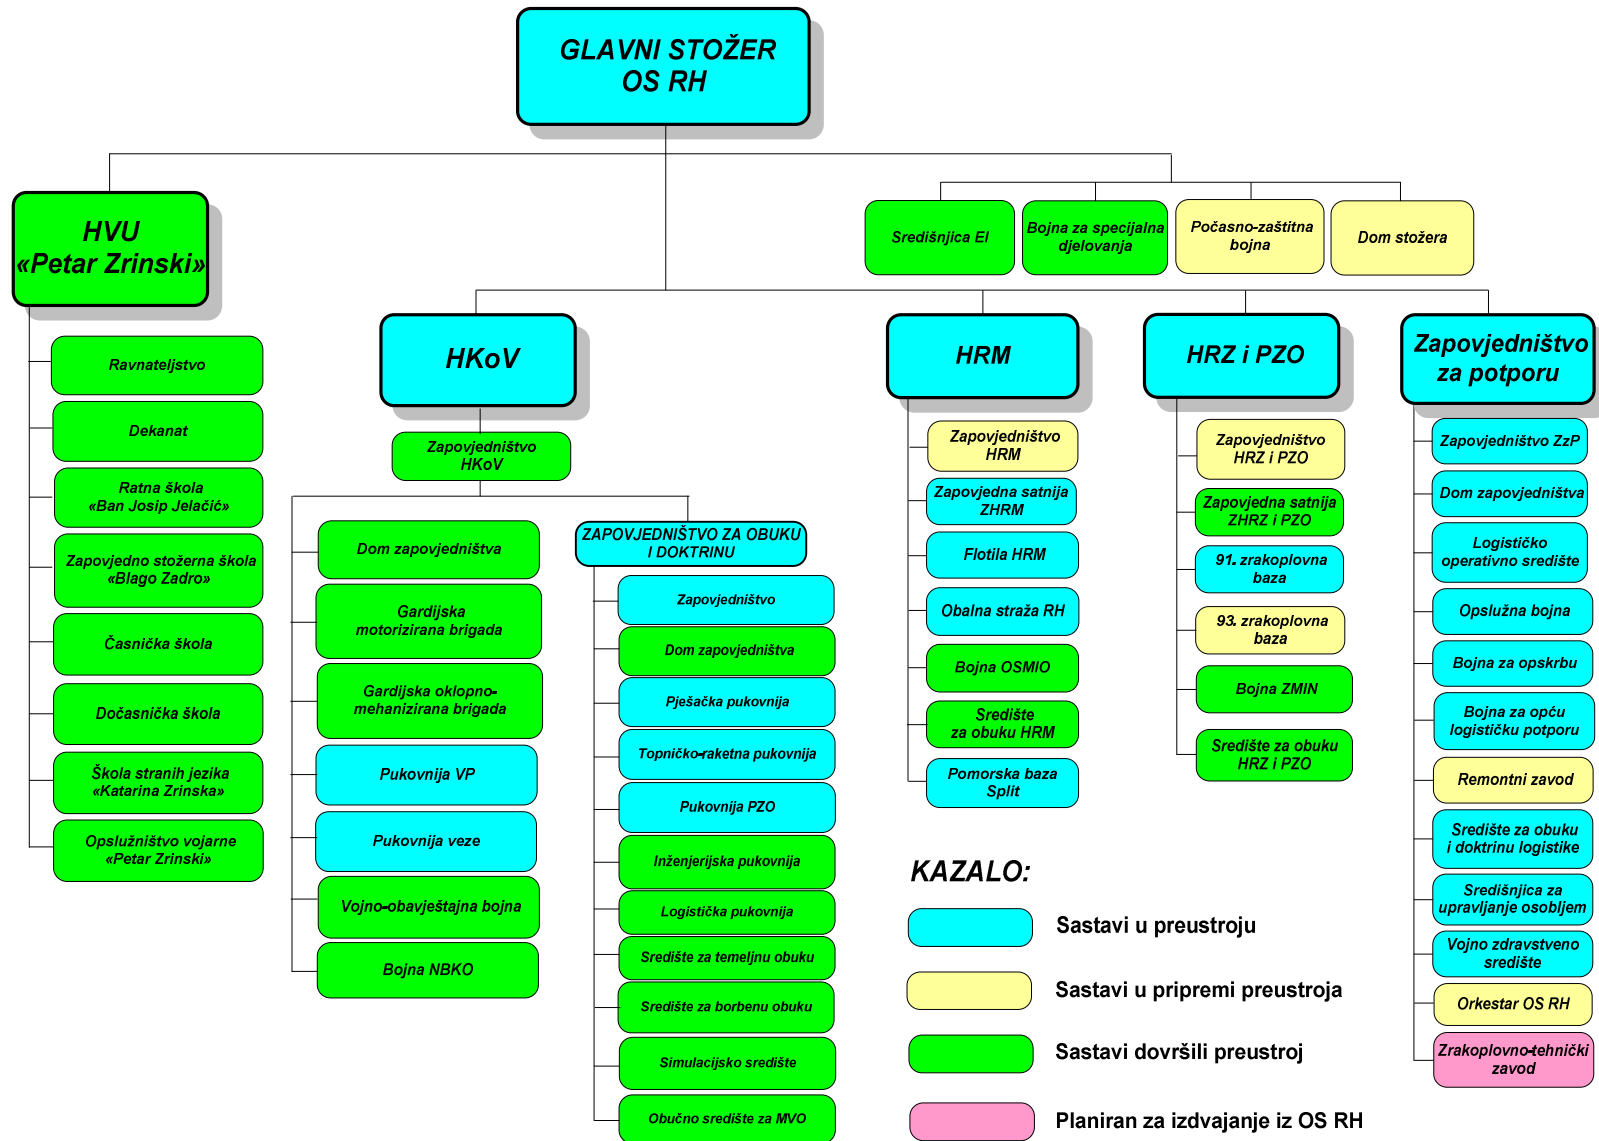 GLAVNI STOŽER
OS RH
HVU
«Petar Zrinski»
Središnjica EI
Bojna za specijalna
djelovanja
Počasno-zaštitna
bojna
Dom stožera
HKoV
HRM
HRZ i PZO
Zapovjedništvo
za potporu
Ravnateljstvo
Dekanat
Ratna škola
«Ban Josip Jelačić»
Zapovjedno stožerna škola
«Blago Zadro»
Časnička škola
Dočasnička škola
Škola stranih jezika
«Katarina Zrinska»
Opslužništvo vojarne
«Petar Zrinski»
Zapovjedništvo
HKoV
Dom zapovjedništva
Gardijska
motorizirana brigada
Gardijska oklopno-
mehanizirana brigada
Pukovnija VP
Pukovnija veze
Vojno-obavještajna bojna
Bojna NBKO
ZAPOVJEDNIŠTVO ZA OBUKU
I DOKTRINU
Zapovjedništvo
Dom zapovjedništva
Pješačka pukovnija
Topničko-raketna pukovnija
Pukovnija PZO
Inženjerijska pukovnija
Logistička pukovnija
Središte za temeljnu obuku
Središte za borbenu obuku
Simulacijsko središte
Obučno središte za MVO
Zapovjedništvo
HRM
Zapovjedna satnija
ZHRM
Flotila HRM
Obalna straža RH
Bojna OSMIO
Središte
za obuku HRM
Pomorska baza
Split
Zapovjedništvo
HRZ i PZO
Zapovjedna satnija
ZHRZ i PZO
91. zrakoplovna
baza
93. zrakoplovna
baza
Bojna ZMIN
Središte za obuku
HRZ i PZO
Zapovjedništvo ZzP
Dom zapovjedništva
Logističko
operativno središte
Opslužna bojna
Bojna za opskrbu
Bojna za opću
logističku potporu
Remontni zavod
Središte za obuku
i doktrinu logistike
Središnjica za
upravljanje osobljem
Vojno zdravstveno
središte
Orkestar OS RH
Zrakoplovno-tehnički
zavod
KAZALO:
Sastavi u preustroju
Sastavi u pripremi preustroja
Sastavi dovršili preustroj
Planiran za izdvajanje iz OS RH